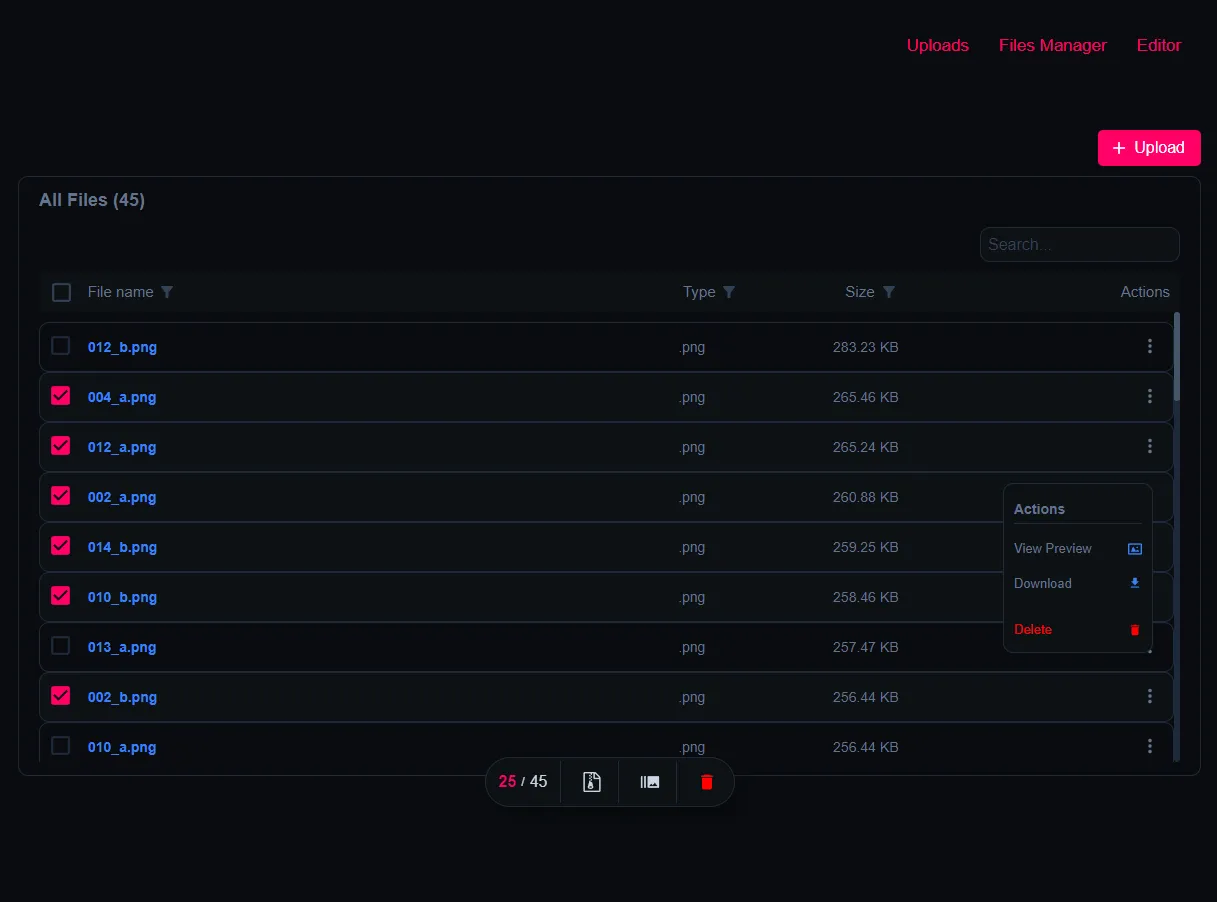 Uploads Files Manager Editor
+ Upload
All Files (45)
Search...
File name Type Size Actions
012_b.png .png 283.23 KB
004_a.png .png 265.46 KB
012_a.png .png 265.24 KB
002_a.png .png 260.88 KB
Actions
014_b.png .png 259.25 KB
View Preview
Download
010_b.png .png 258.46 KB
Delete
013_a.png .png 257.47 KB
002_b.png .png 256.44 KB
010_a.png .png 256.44 KB
25 / 45